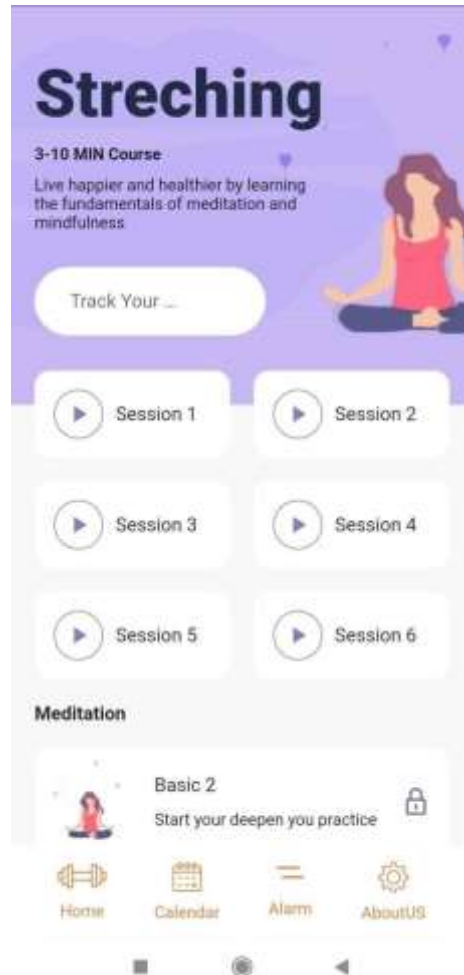 Streching
3-10 MIN Course
Live happier and healthier by learning
the fundamentals of meditation and
mindfulness
Track Your ...
Session 1
Session 2
Session 3
Session 4
Session 5
Session 6
Meditation
Basic 2
Start your deepen you practice
Home
Calendar
Alarm
AboutUS